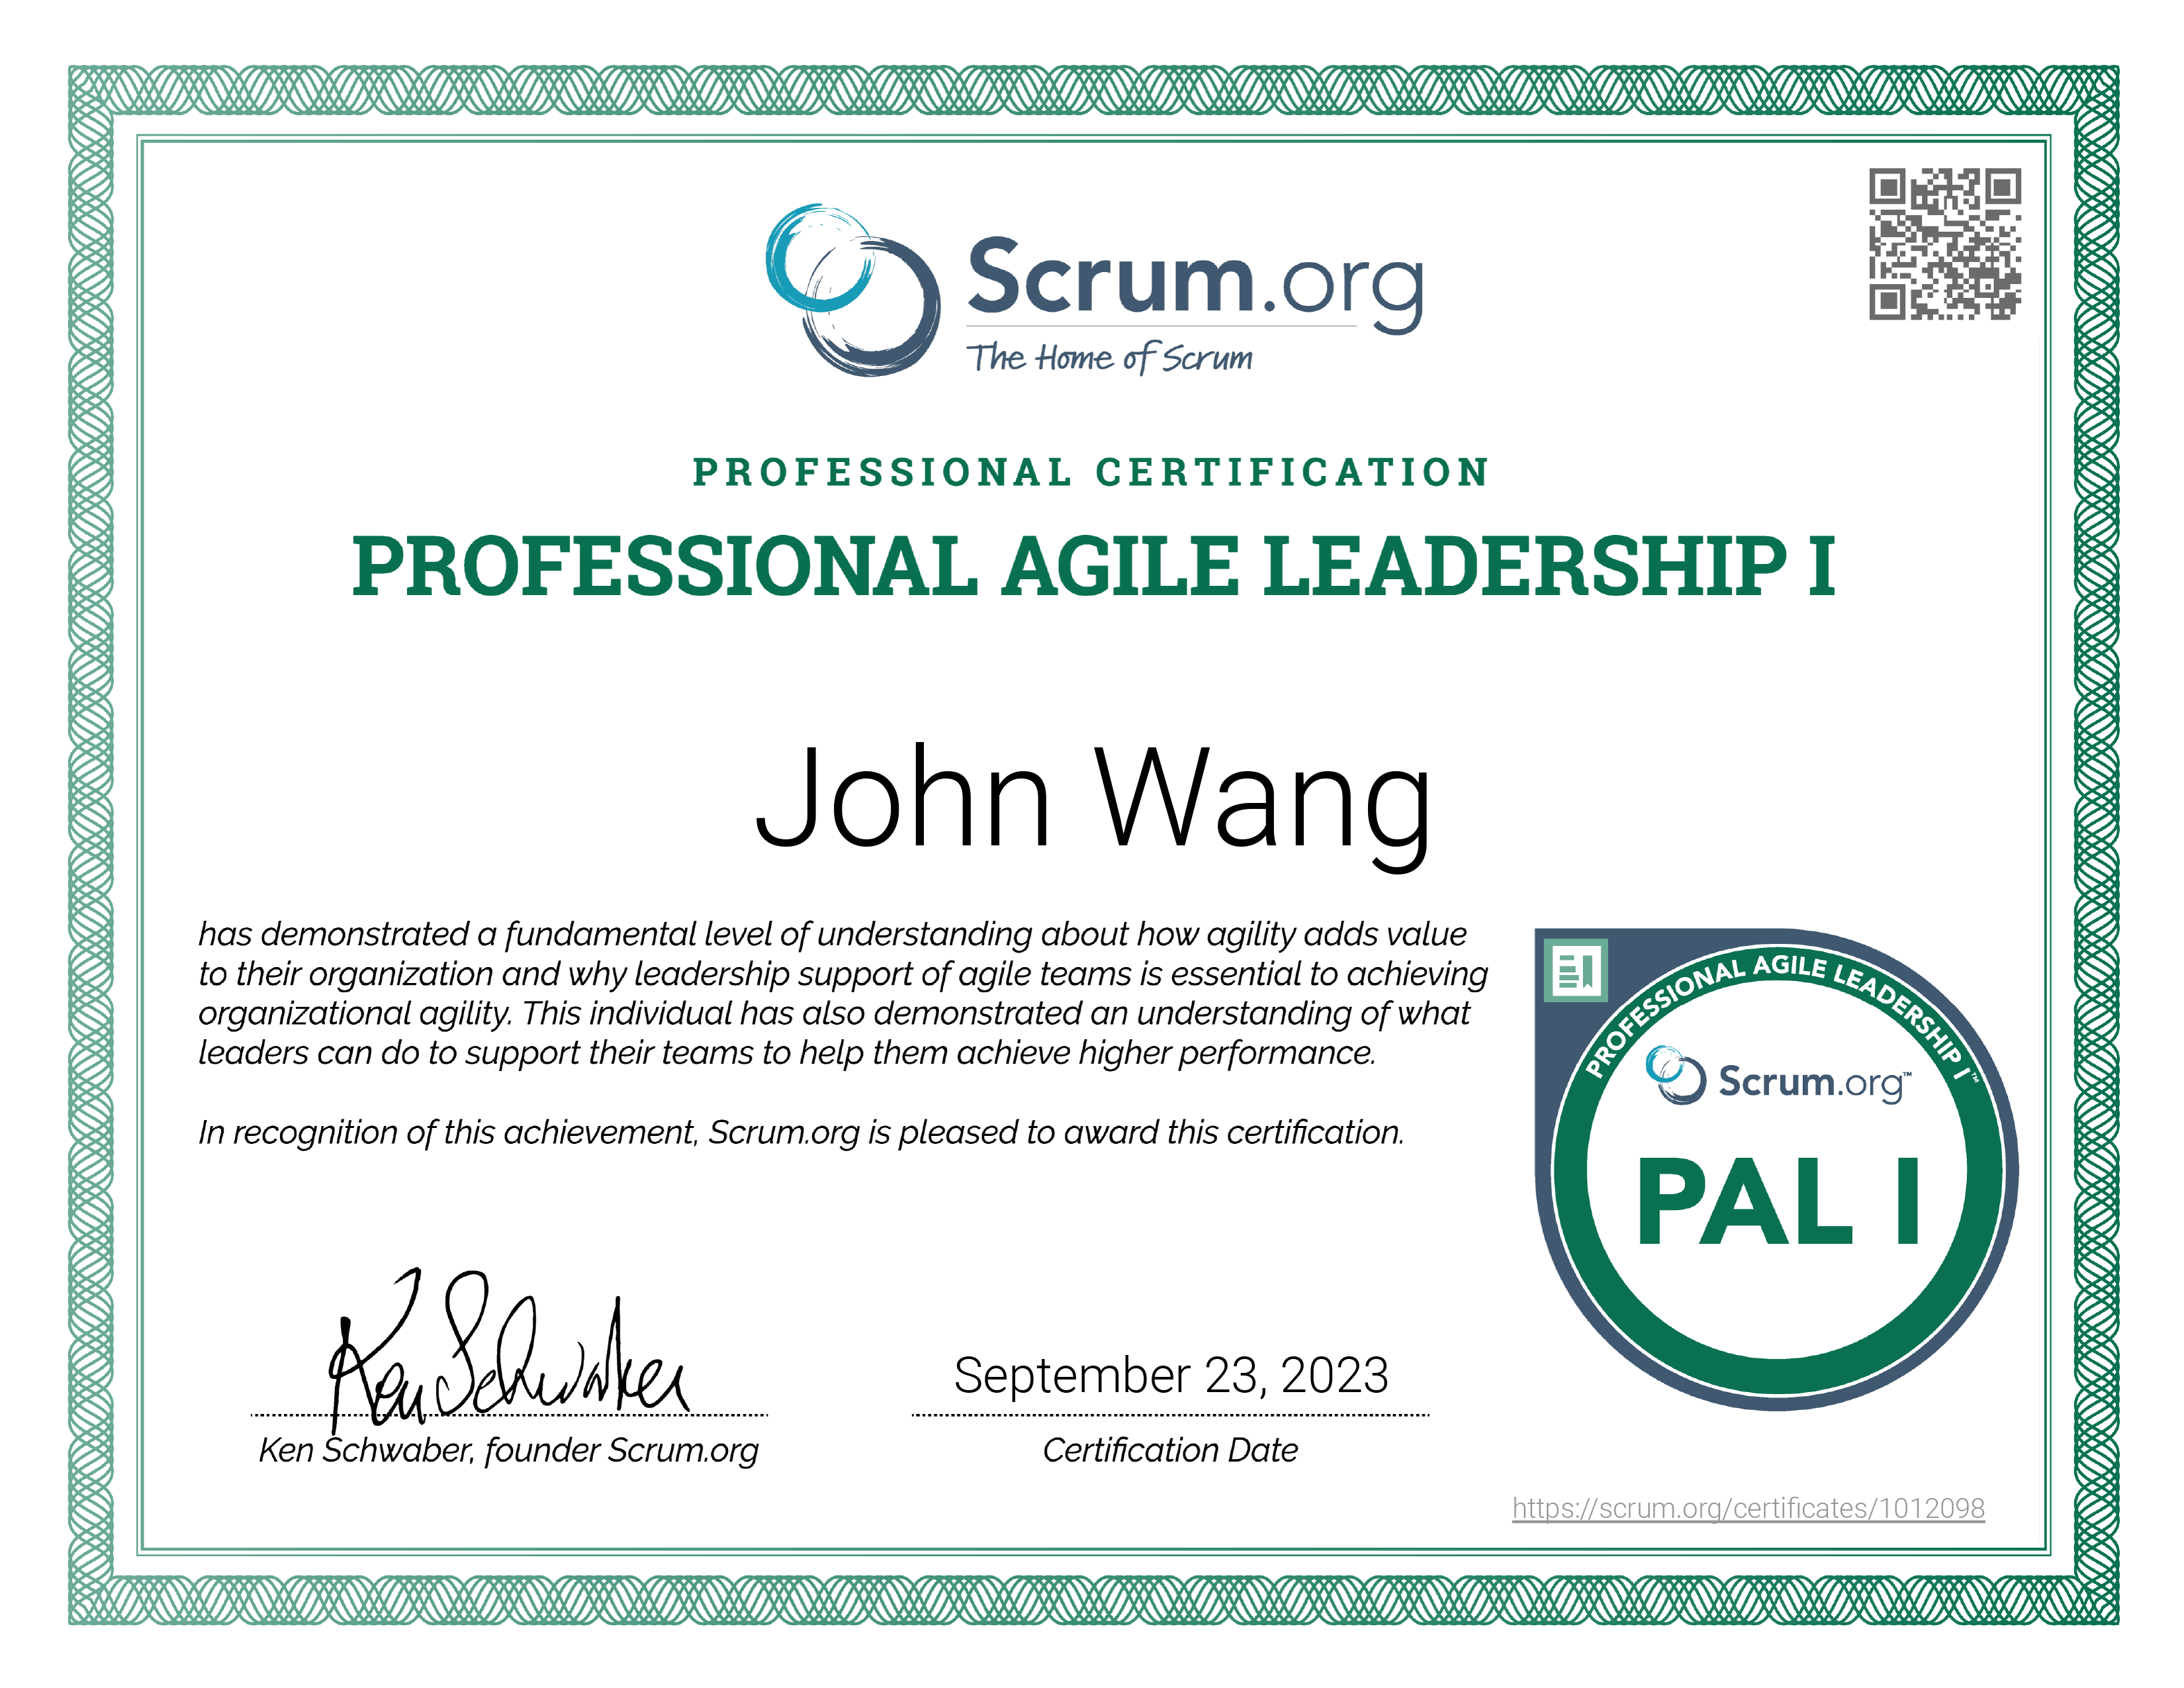 Scrum.org
The Home of Scrum
PROFESSIONAL CERTIFICATION
PROFESSIONAL AGILE LEADERSHIP I
John Wang
has demonstrated a fundamental level of understanding about how agility adds value
to their organization and why leadership support of agile teams is essential to achieving
organizational agility. This individual has also demonstrated an understanding of what
leaders can do to support their teams to help them achieve higher performance.
In recognition of this achievement, Scrum.org is pleased to award this certification.
PROFESSIONAL AGILE LEADERSHIP I™
Scrum.org™
PAL I
Ken Schwaber
Ken Schwaber, founder Scrum.org
September 23, 2023
Certification Date
https://scrum.org/certificates/1012098